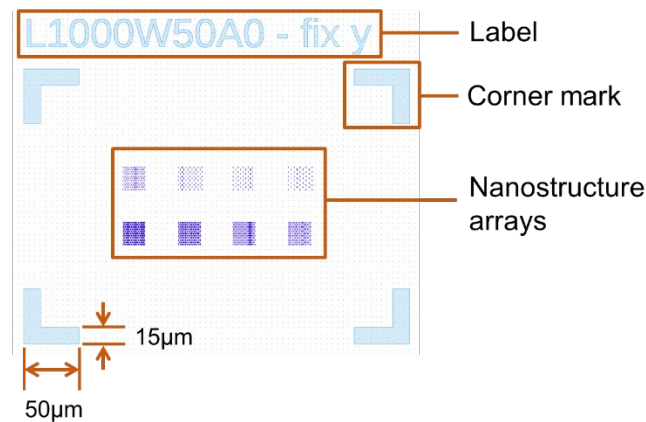 L1000W50A0 - fix y
Label
Corner mark
Nanostructure
arrays
15µm
50µm